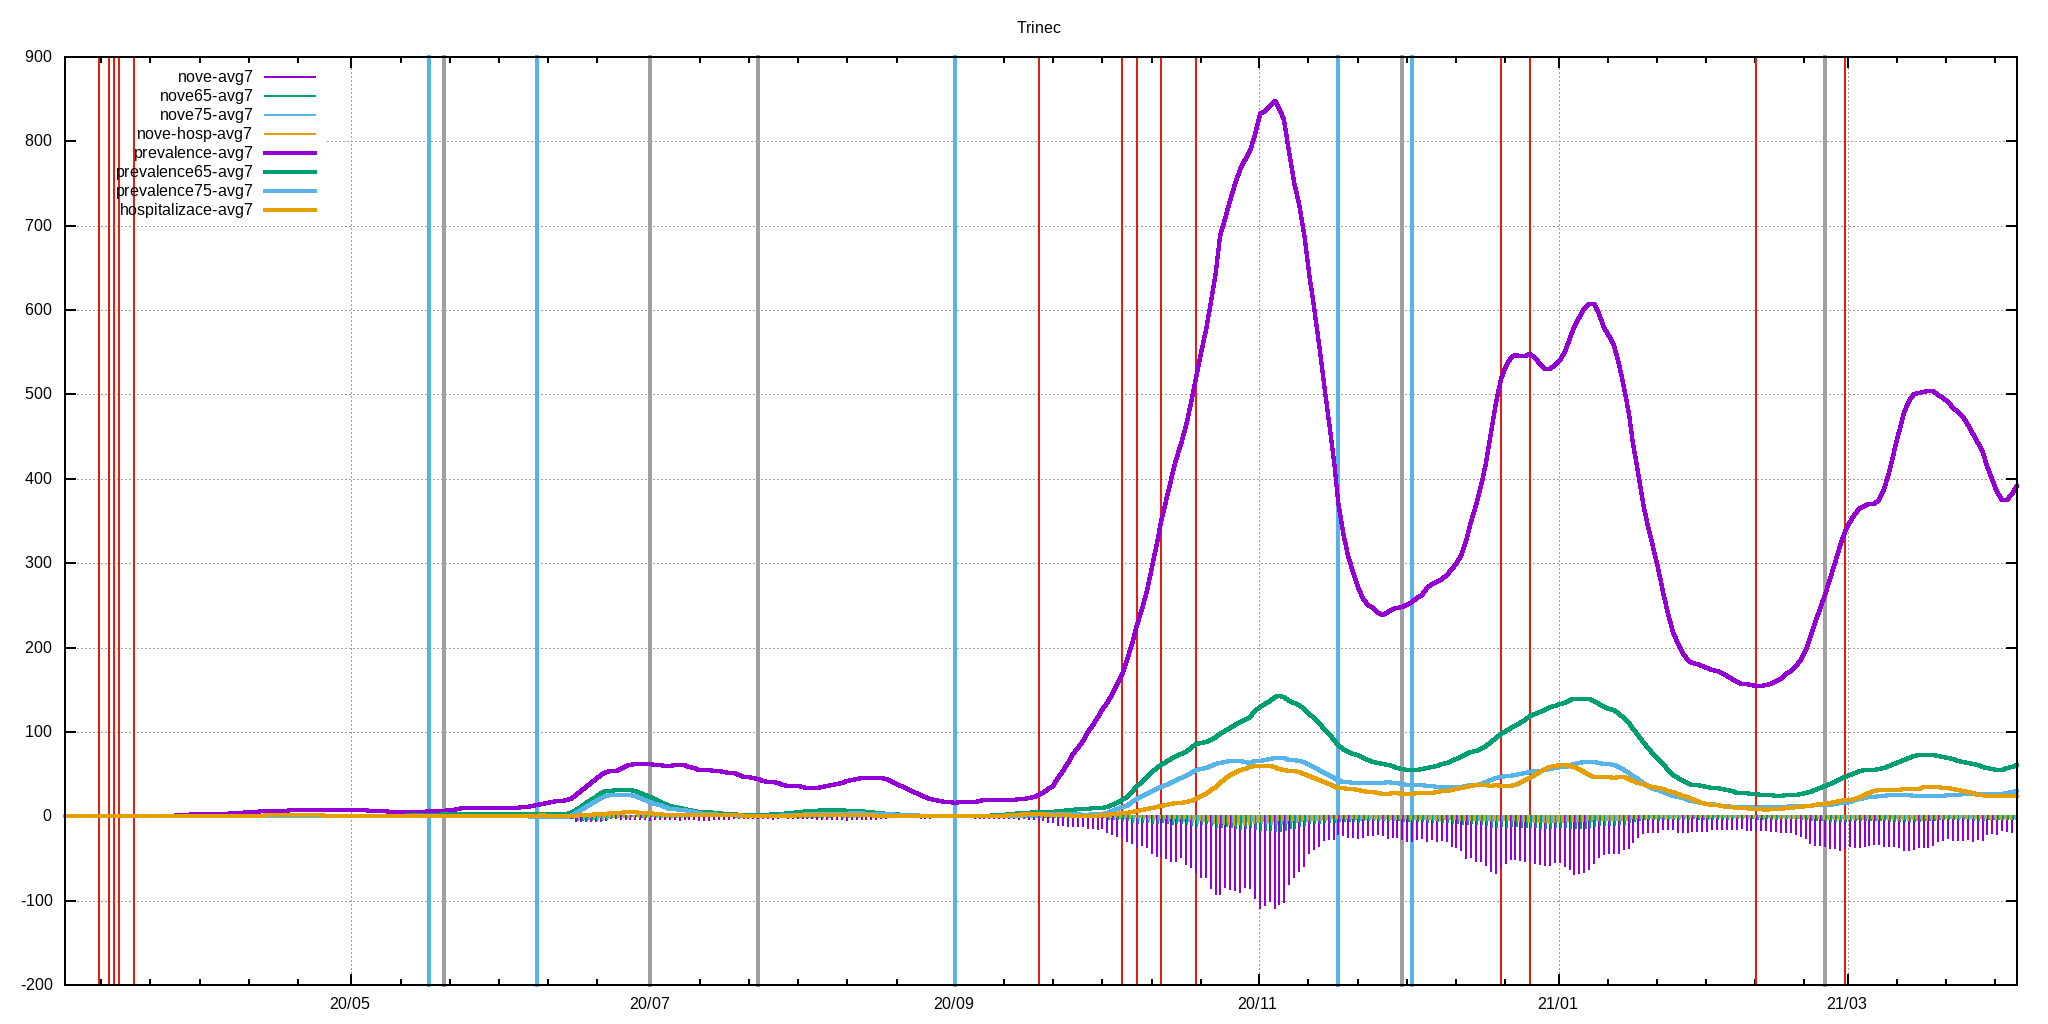 Trinec
900
800
700
600
500
400
300
200
100
0
-100
-200
nove-avg7
nove65-avg7
nove75-avg7
nove-hosp-avg7
prevalence-avg7
prevalence65-avg7
prevalence75-avg7
hospitalizace-avg7
20/05 20/07 20/09 20/11 21/01 21/03